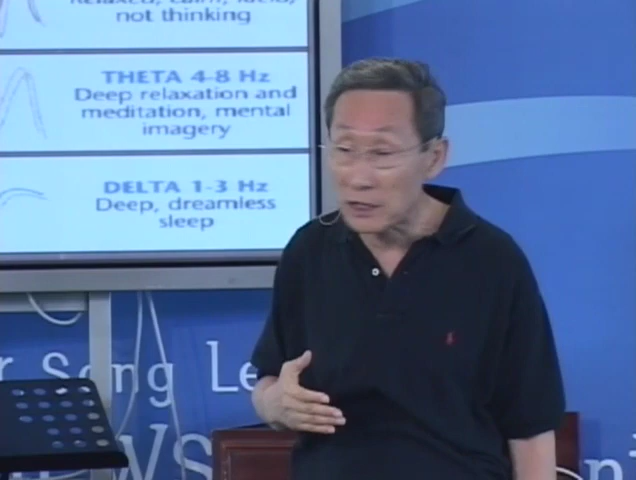 Relaxed, calm, lucid,
not thinking
THETA 4-8 Hz
Deep relaxation and
meditation, mental
imagery
DELTA 1-3 Hz
Deep, dreamless
sleep
r Song Le